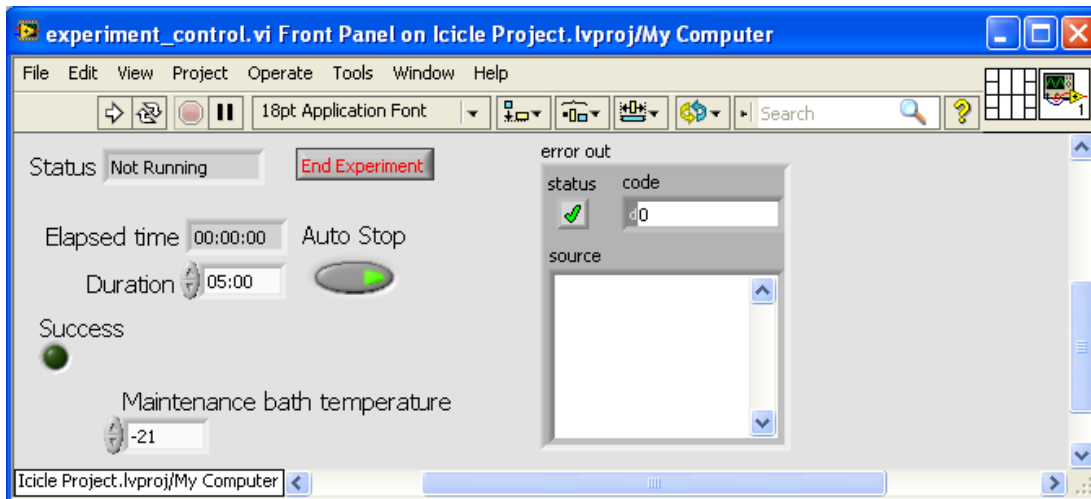 experiment_control.vi Front Panel on Icicle Project.lvproj/My Computer
File Edit View Project Operate Tools Window Help
18pt Application Font
Search
?
1
Status Not Running
End Experiment
error out
status code
d0
Elapsed time 00:00:00
Auto Stop
Duration 05:00
source
Success
Maintenance bath temperature
-21
Icicle Project.lvproj/My Computer